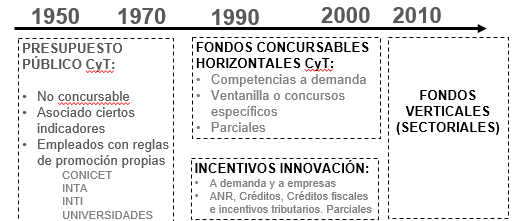 1950 1970 1990 2000 2010
PRESUPUESTO
PÚBLICO CyT:
• No concursable
• Asociado ciertos
indicadores
• Empleados con reglas
de promoción propias
CONICET
INTA
INTI
UNIVERSIDADES
FONDOS CONCURSABLES
HORIZONTALES CyT:
• Competencias a demanda
• Ventanilla o concursos
específicos
• Parciales
INCENTIVOS INNOVACIÓN:
• A demanda y a empresas
• ANR, Créditos, Créditos fiscales
e incentivos tributarios. Parciales
FONDOS
VERTICALES
(SECTORIALES)